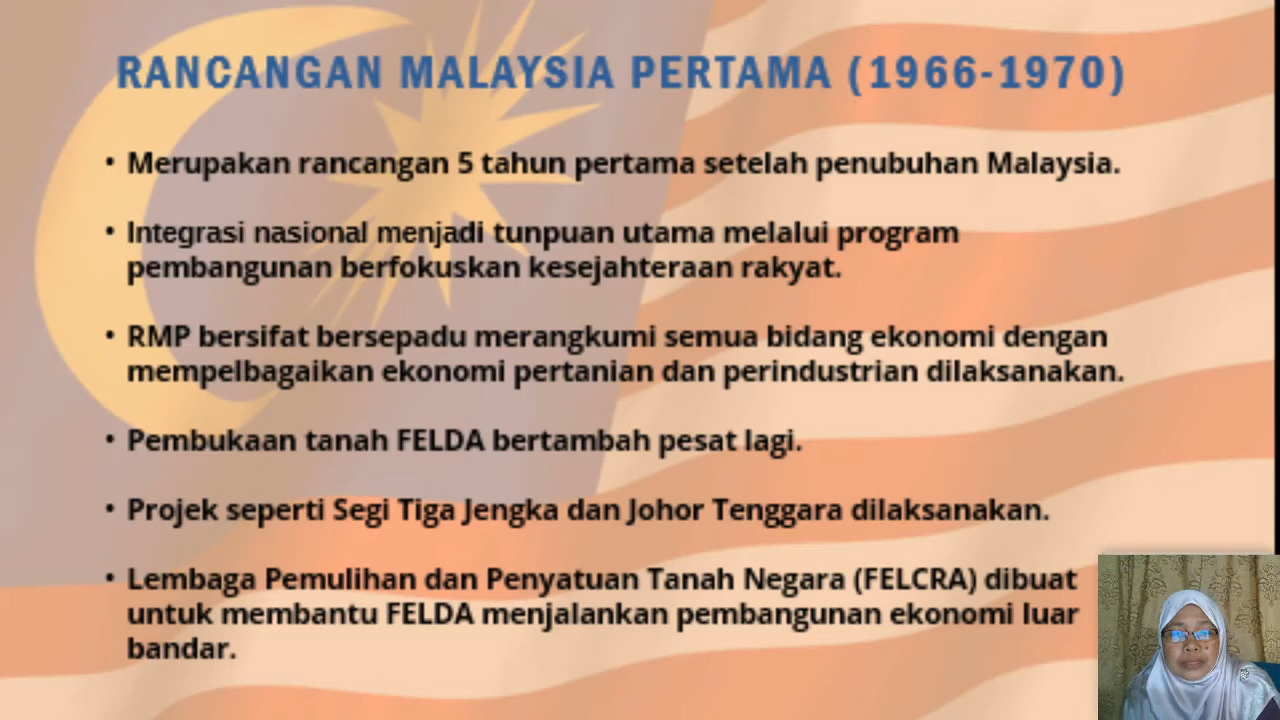 RANCANGAN MALAYSIA PERTAMA (1966-1970)
• Merupakan rancangan 5 tahun pertama setelah penubuhan Malaysia.
• Integrasi nasional menjadi tunpuan utama melalui program
pembangunan berfokuskan kesejahteraan rakyat.
• RMP bersifat bersepadu merangkumi semua bidang ekonomi dengan
mempelbagaikan ekonomi pertanian dan perindustrian dilaksanakan.
• Pembukaan tanah FELDA bertambah pesat lagi.
• Projek seperti Segi Tiga Jengka dan Johor Tenggara dilaksanakan.
• Lembaga Pemulihan dan Penyatuan Tanah Negara (FELCRA) dibuat
untuk membantu FELDA menjalankan pembangunan ekonomi luar
bandar.